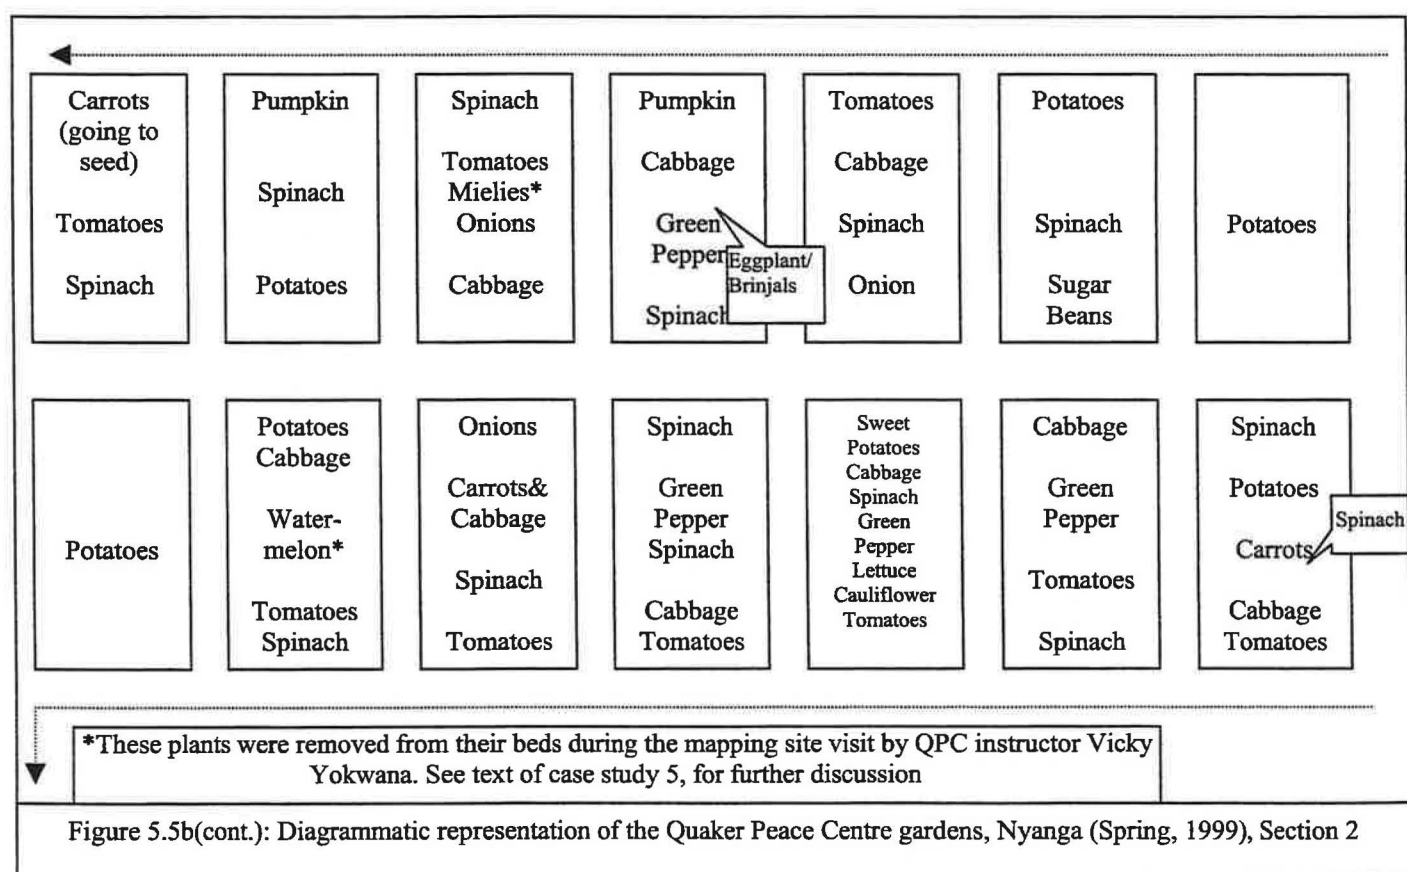 Carrots
(going to
seed)
Tomatoes
Spinach
Pumpkin
Spinach
Potatoes
Spinach
Tomatoes
Mielies*
Onions
Cabbage
Pumpkin
Cabbage
Green
Pepper
Spinach
Eggplant/
Brinjals
Tomatoes
Cabbage
Spinach
Onion
Potatoes
Spinach
Sugar
Beans
Potatoes
Potatoes
Potatoes
Cabbage
Water-
melon*
Tomatoes
Spinach
Onions
Carrots&
Cabbage
Spinach
Tomatoes
Spinach
Green
Pepper
Spinach
Cabbage
Tomatoes
Sweet
Potatoes
Cabbage
Spinach
Green
Pepper
Lettuce
Cauliflower
Tomatoes
Cabbage
Green
Pepper
Tomatoes
Spinach
Spinach
Potatoes
Carrots
Cabbage
Tomatoes
Spinach
*These plants were removed from their beds during the mapping site visit by QPC instructor Vicky
Yokwana. See text of case study 5, for further discussion
Figure 5.5b(cont.): Diagrammatic representation of the Quaker Peace Centre gardens, Nyanga (Spring, 1999), Section 2